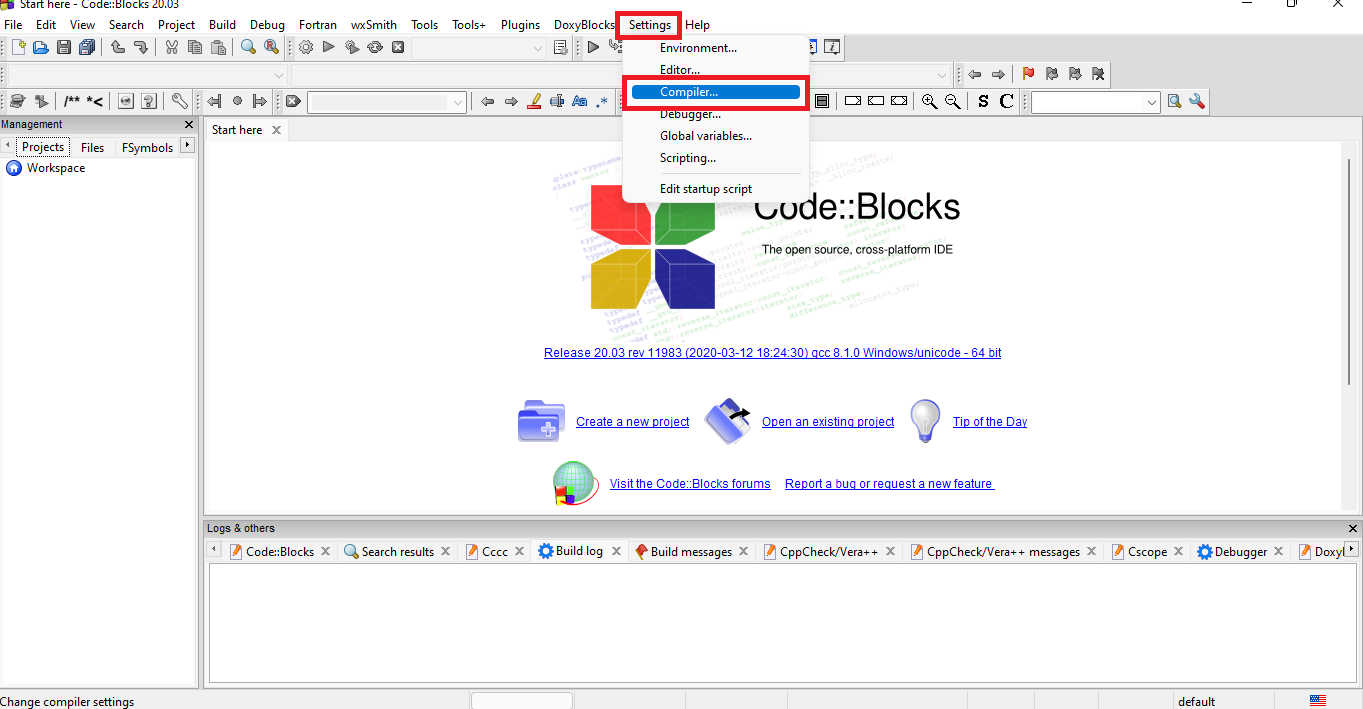 Start here - Code::Blocks 20.03
File Edit View Search Project Build Debug Fortran wxSmith Tools Tools+ Plugins DoxyBlocks Settings Help
Environment...
Editor...
Compiler...
Debugger...
Global variables...
Scripting...
Edit startup script
/** *< Aa .* S C
Management
Projects Files FSymbols
Workspace
Start here
Code::Blocks
The open source, cross-platform IDE
Release 20.03 rev 11983 (2020-03-12 18:24:30) gcc 8.1.0 Windows/unicode - 64 bit
Create a new project Open an existing project Tip of the Day
Visit the Code::Blocks forums Report a bug or request a new feature
Logs & others
Code::Blocks Search results Cccc Build log Build messages CppCheck/Vera++ CppCheck/Vera++ messages Cscope Debugger Doxyl
Change compiler settings default